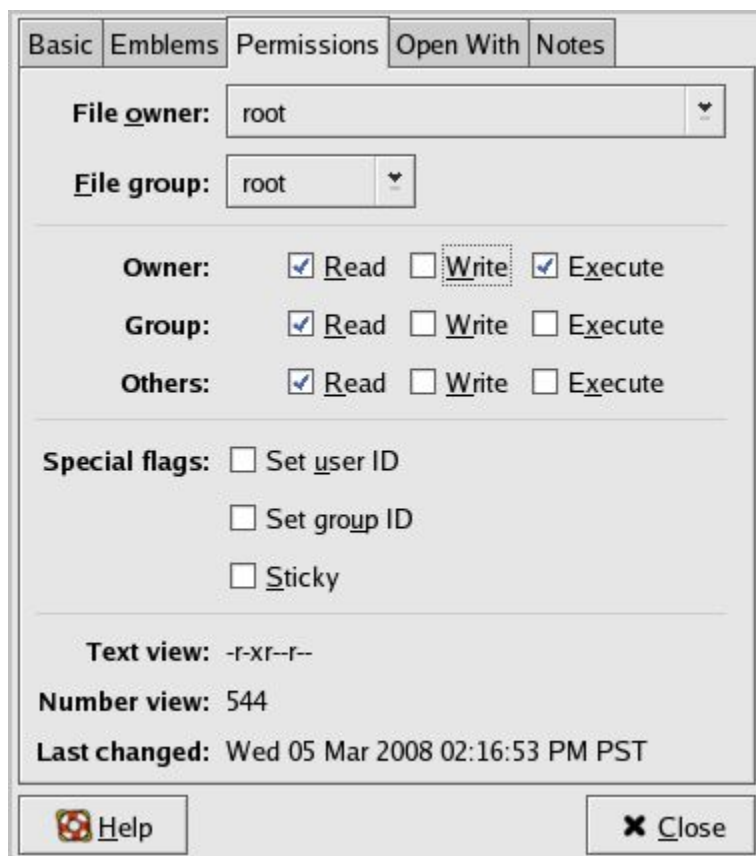 Basic Emblems Permissions Open With Notes
File owner: root
File group: root
Owner: Read Write Execute
Group: Read Write Execute
Others: Read Write Execute
Special flags: Set user ID
Set group ID
Sticky
Text view: -r-xr--r--
Number view: 544
Last changed: Wed 05 Mar 2008 02:16:53 PM PST
Help Close